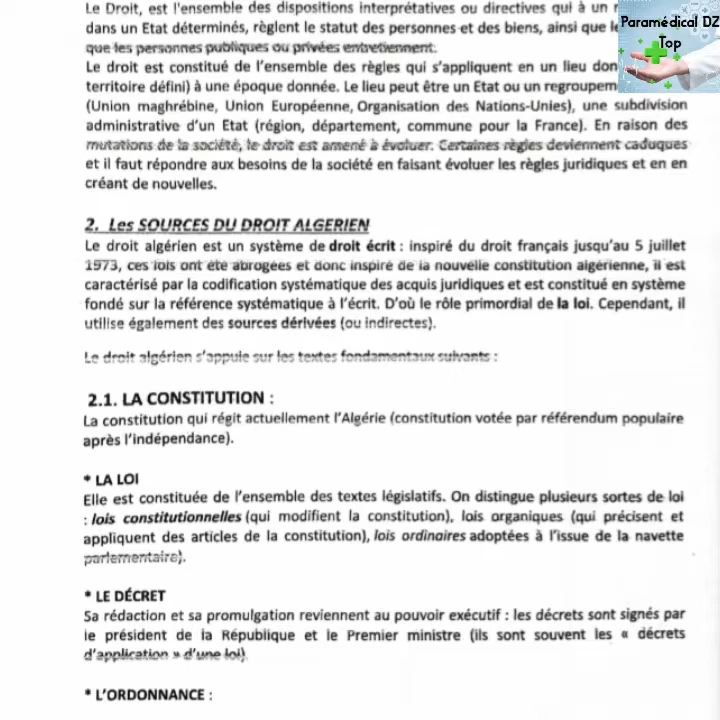 Le Droit, est l'ensemble des dispositions interprétatives ou directives qui à un
Paramédical DZ
Top
dans un Etat déterminés, règlent le statut des personnes et des biens, ainsi que
que les personnes publiques ou privées entretiennent.
Le droit est constitué de l'ensemble des règles qui s'appliquent en un lieu
territoire défini) à une époque donnée. Le lieu peut être un Etat ou un
(Union maghrébine, Union Européenne, Organisation des Nations-Unies), une subdivision
administrative d'un Etat (région, département, commune pour la France). En raison des
mutations de la société, le droit est amené à évoluer. Certaines règles deviennent caduques
et il faut répondre aux besoins de la société en faisant évoluer les règles juridiques et en en
créant de nouvelles.
2. Les SOURCES DU DROIT ALGERIEN
Le droit algérien est un système de droit écrit : inspiré du droit français jusqu'au 5 juillet
1973, ces lois ont été abrogées et donc inspiré de la nouvelle constitution algérienne, il est
caractérisé par la codification systématique des acquis juridiques et est constitué en système
fondé sur la référence systématique à l'écrit. D'où le rôle primordial de la loi. Cependant, il
utilise également des sources dérivées (ou indirectes).
Le droit algérien s'appuie sur les textes fondamentaux suivants :
2.1. LA CONSTITUTION :
La constitution qui régit actuellement l'Algérie (constitution votée par référendum populaire
après l'indépendance).
* LA LOI
Elle est constituée de l'ensemble des textes législatifs. On distingue plusieurs sortes de loi
: lois constitutionnelles (qui modifient la constitution), lois organiques (qui précisent et
appliquent des articles de la constitution), lois ordinaires adoptées à l'issue de la navette
parlementaire).
* LE DÉCRET
Sa rédaction et sa promulgation reviennent au pouvoir exécutif : les décrets sont signés par
le président de la République et le Premier ministre (ils sont souvent les « décrets
d'application » d'une loi)
* L'ORDONNANCE :